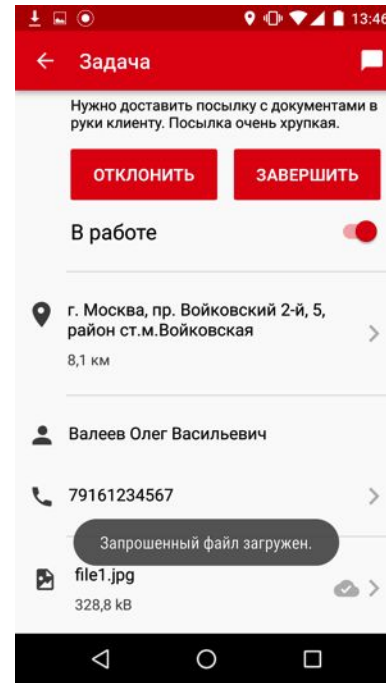 13:46
Задача
Нужно доставить посылку с документами в
руки клиенту. Посылка очень хрупкая.
ОТКЛОНИТЬ ЗАВЕРШИТЬ
В работе
г. Москва, пр. Войковский 2-й, 5,
район ст.м.Войковская
8,1 км
Валеев Олег Васильевич
79161234567
Запрошенный файл загружен.
file1.jpg
328,8 kB